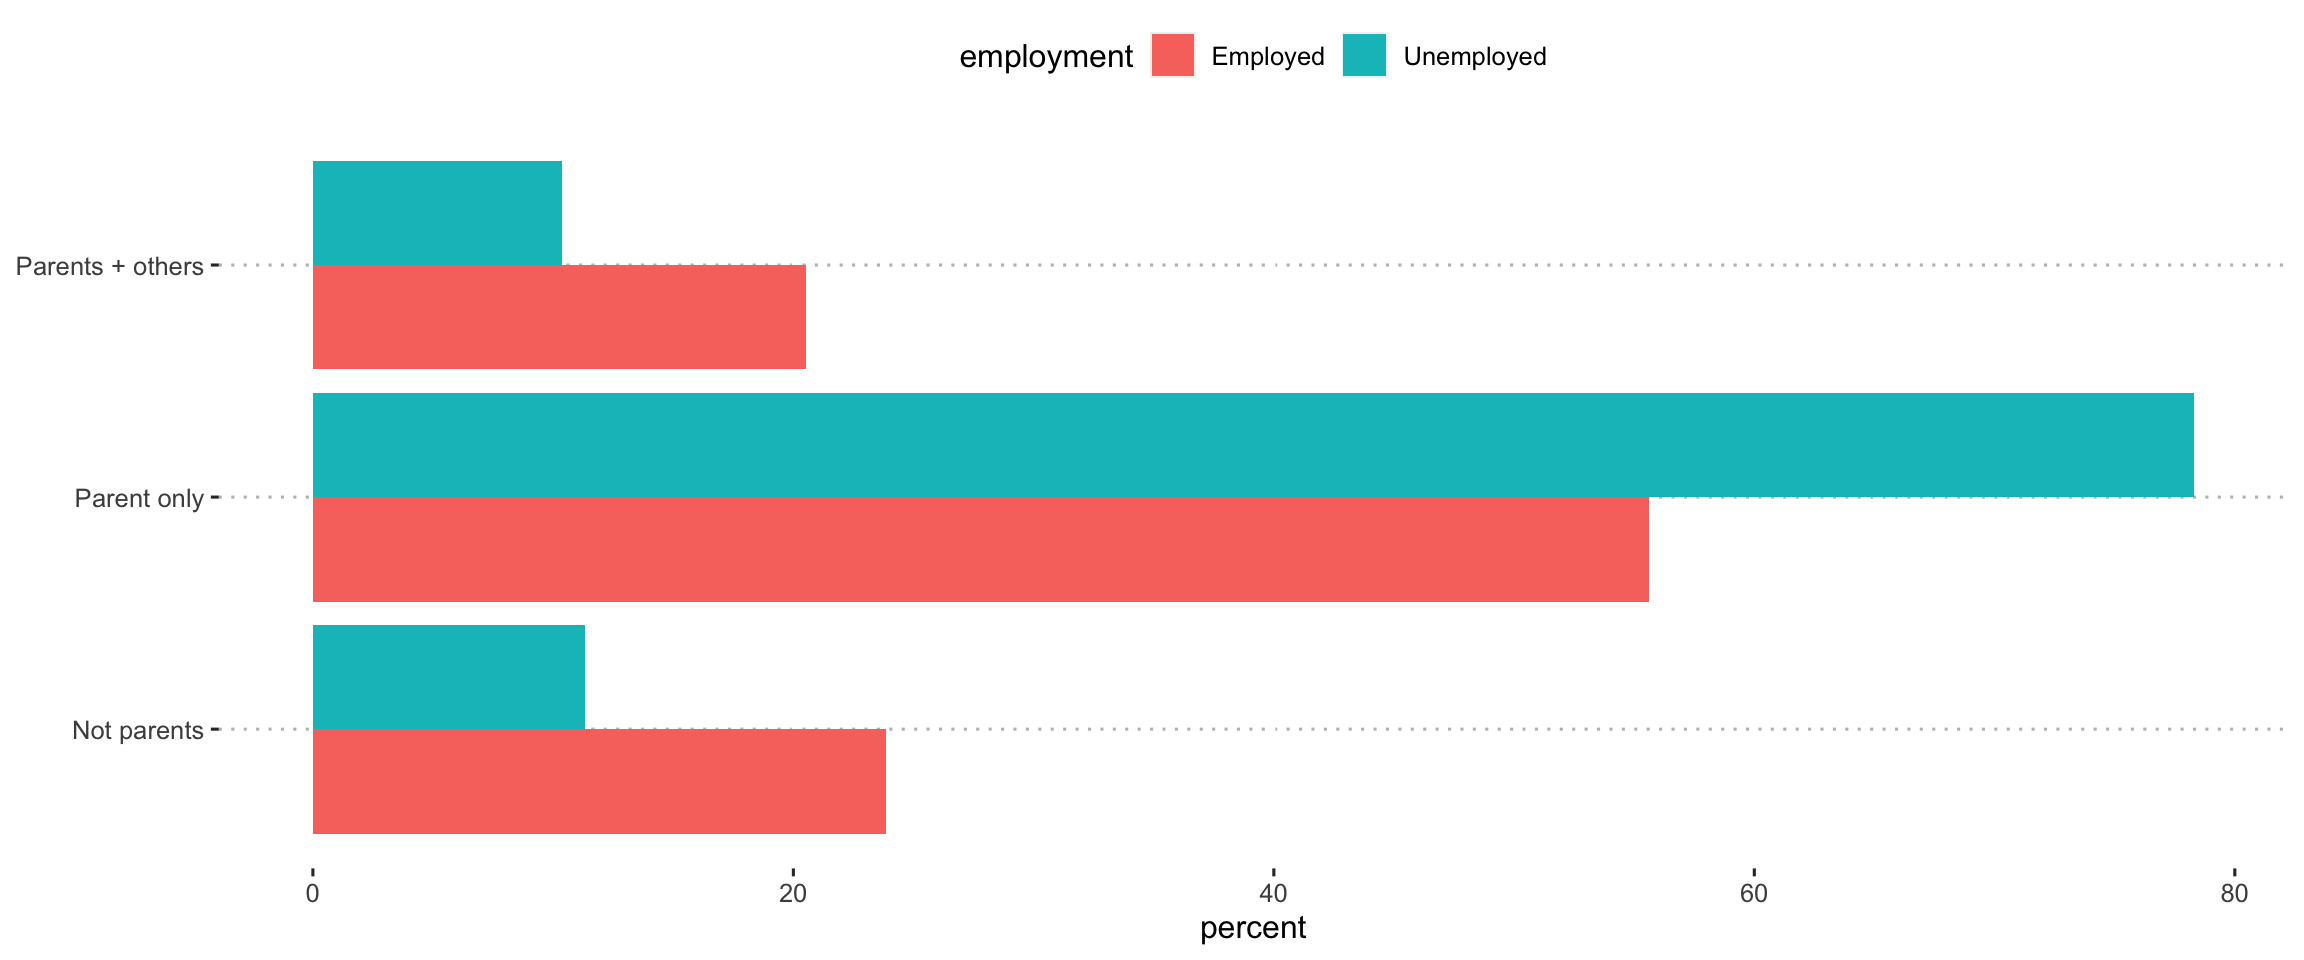 employment Employed Unemployed
Parents + others
Parent only
Not parents
0 20 40 60 80
percent